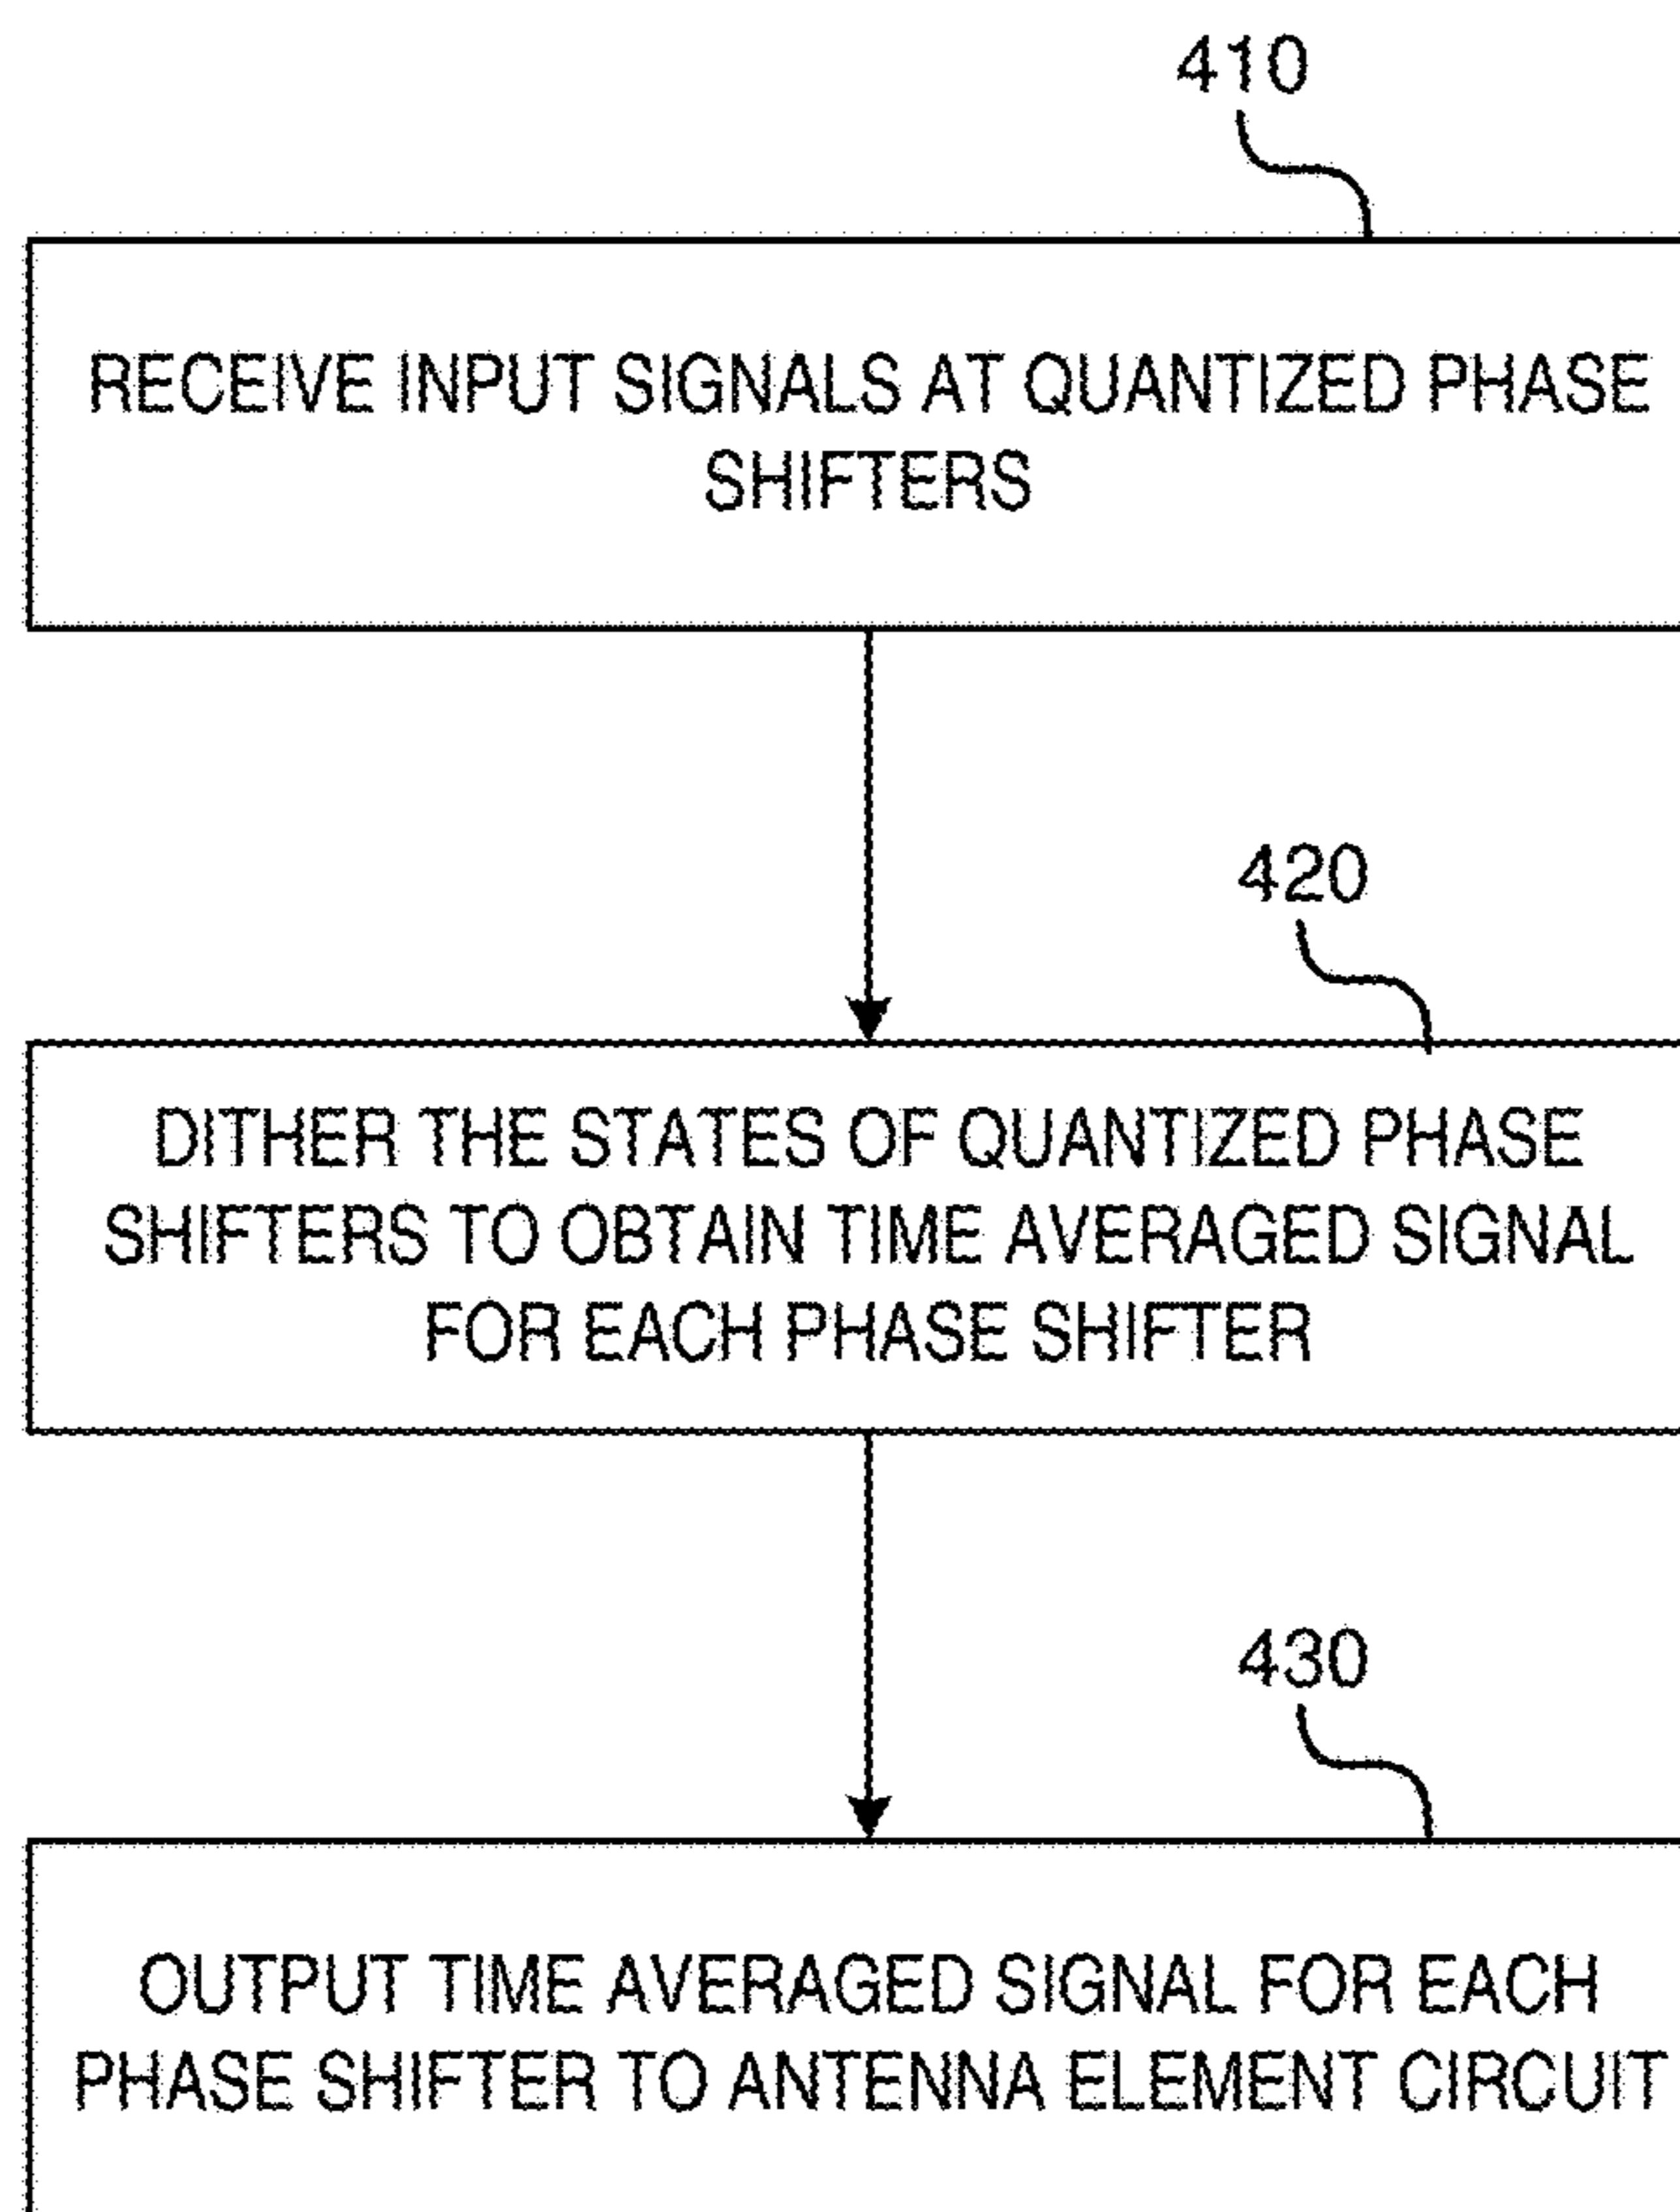 410
RECEIVE INPUT SIGNALS AT QUANTIZED PHASE
SHIFTERS
420
DITHER THE STATES OF QUANTIZED PHASE
SHIFTERS TO OBTAIN TIME AVERAGED SIGNAL
FOR EACH PHASE SHIFTER
430
OUTPUT TIME AVERAGED SIGNAL FOR EACH
PHASE SHIFTER TO ANTENNA ELEMENT CIRCUIT